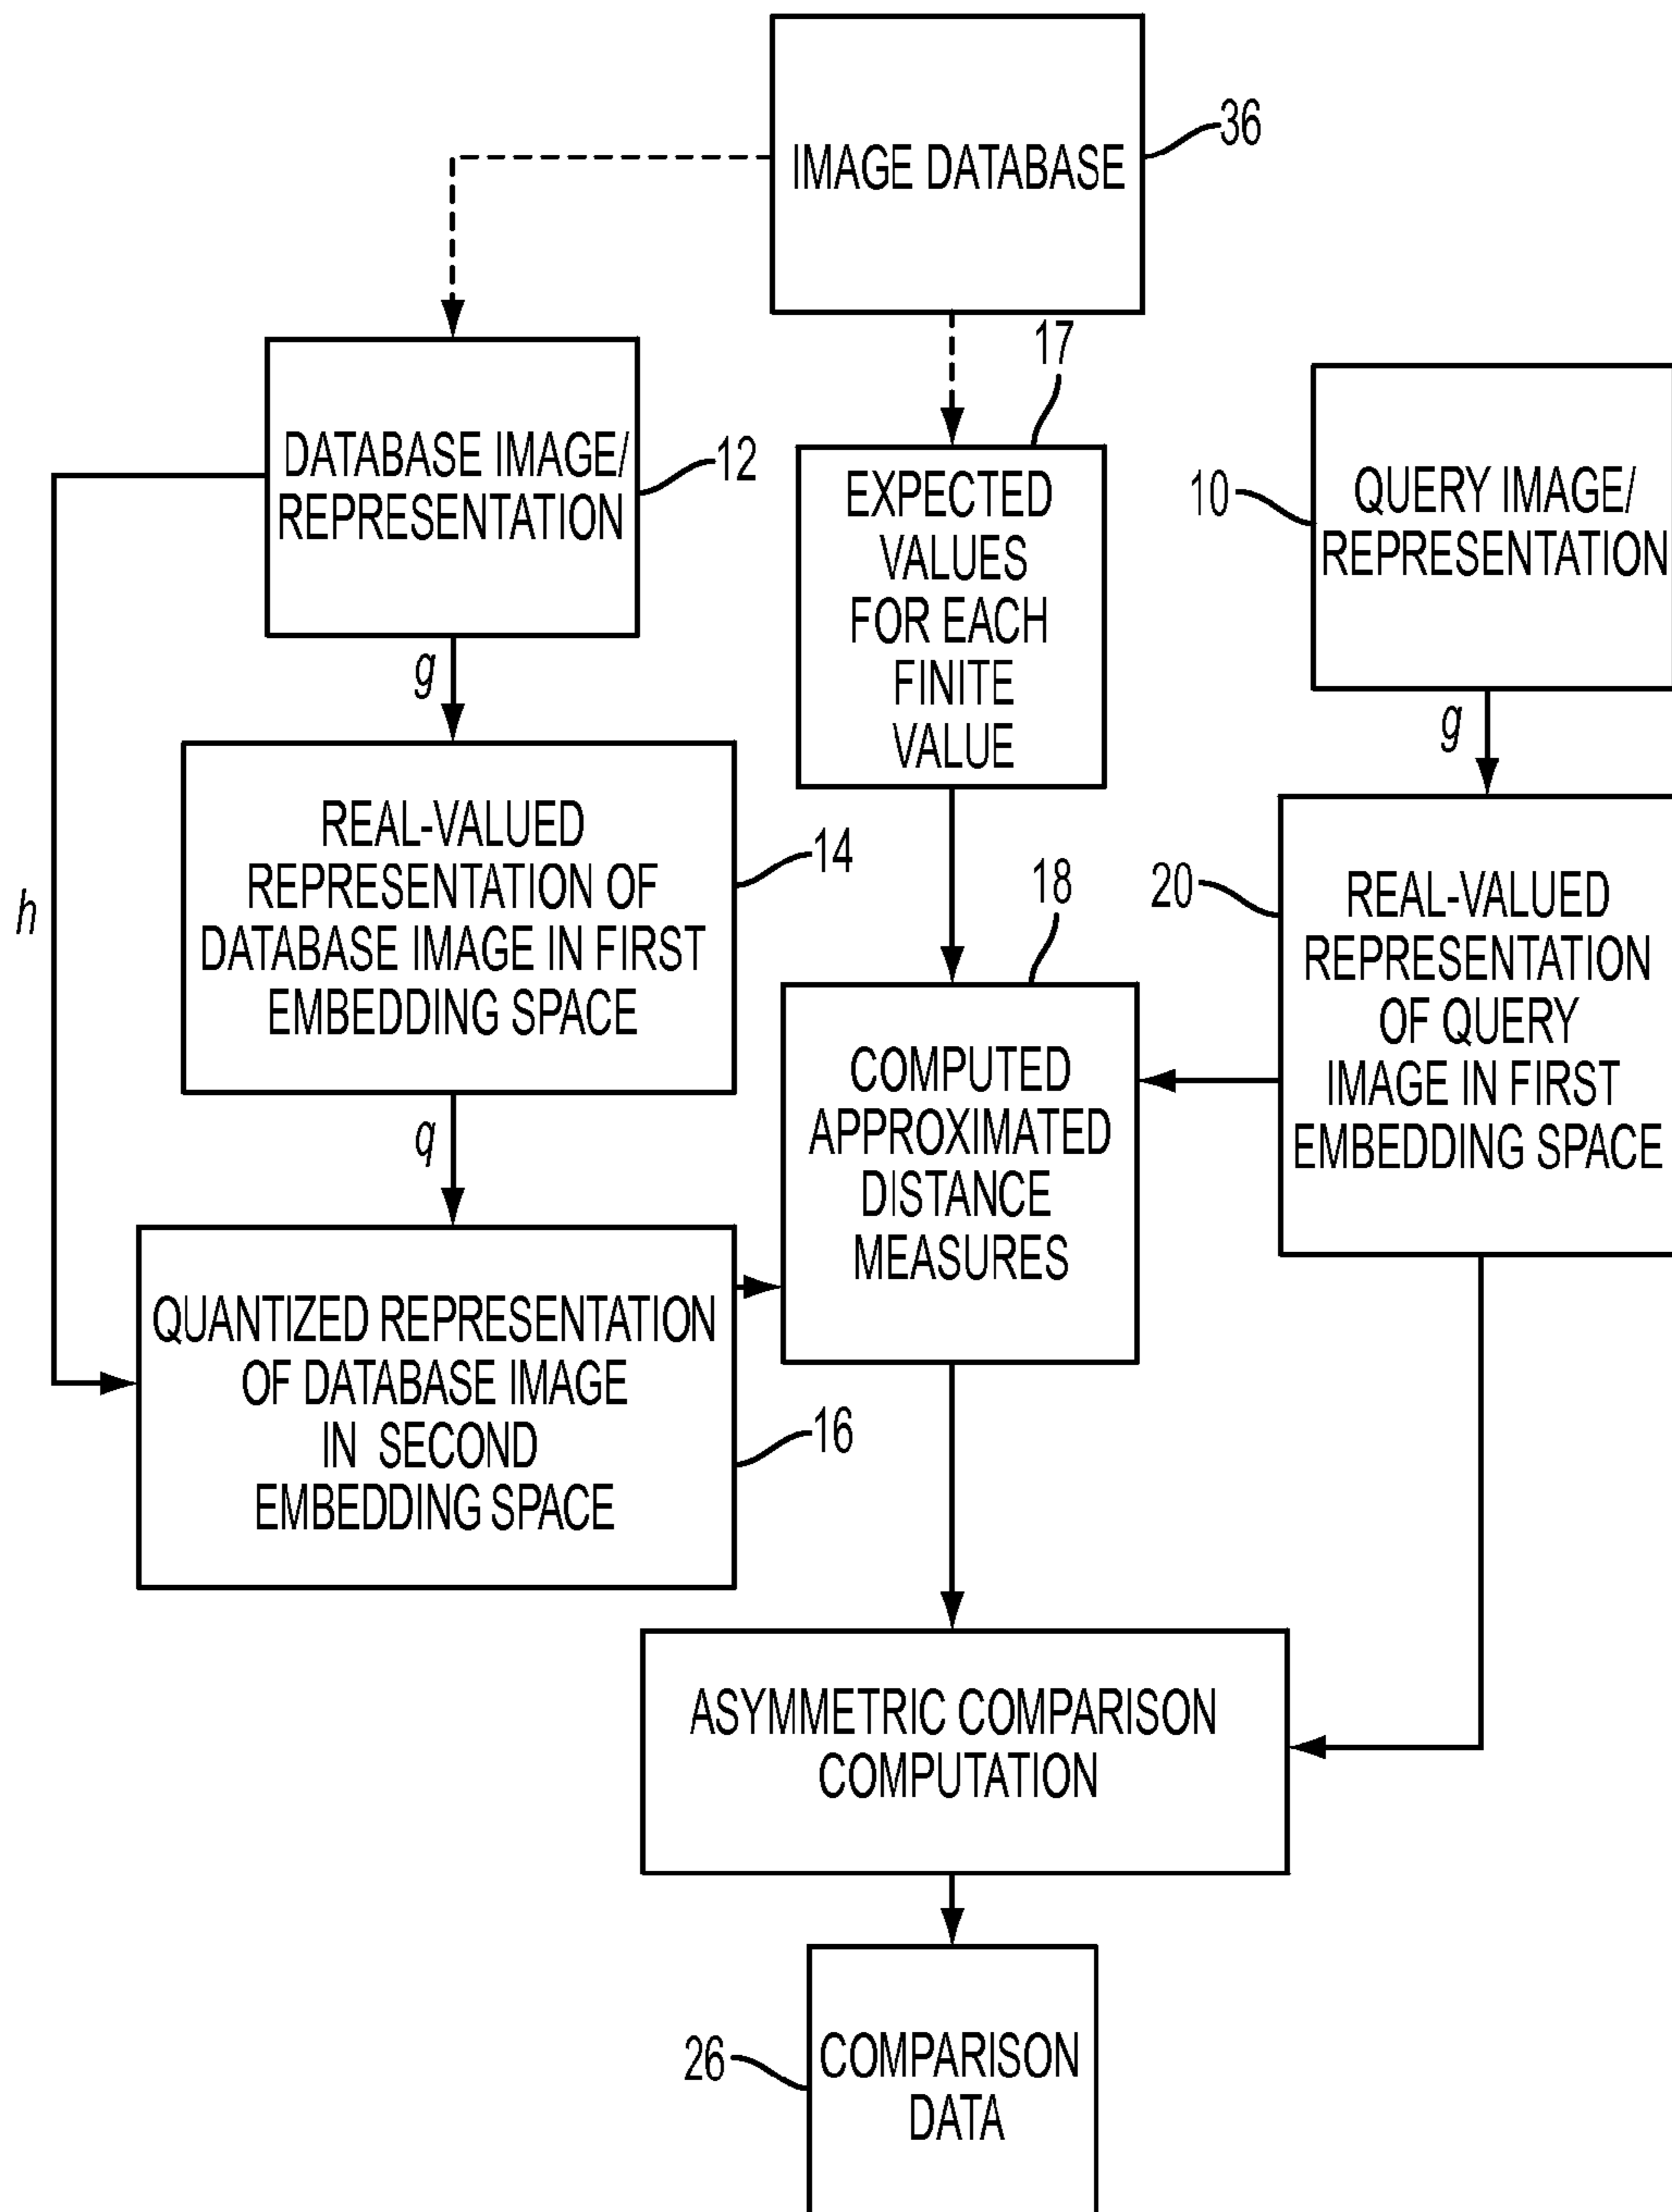 IMAGE DATABASE
36
DATABASE IMAGE/
REPRESENTATION
12
17
EXPECTED
VALUES
FOR EACH
FINITE
VALUE
10
QUERY IMAGE/
REPRESENTATION
g
g
h
REAL-VALUED
REPRESENTATION OF
DATABASE IMAGE IN FIRST
EMBEDDING SPACE
14
18
COMPUTED
APPROXIMATED
DISTANCE
MEASURES
20
REAL-VALUED
REPRESENTATION
OF QUERY
IMAGE IN FIRST
EMBEDDING SPACE
q
QUANTIZED REPRESENTATION
OF DATABASE IMAGE
IN SECOND
EMBEDDING SPACE
16
ASYMMETRIC COMPARISON
COMPUTATION
26
COMPARISON
DATA